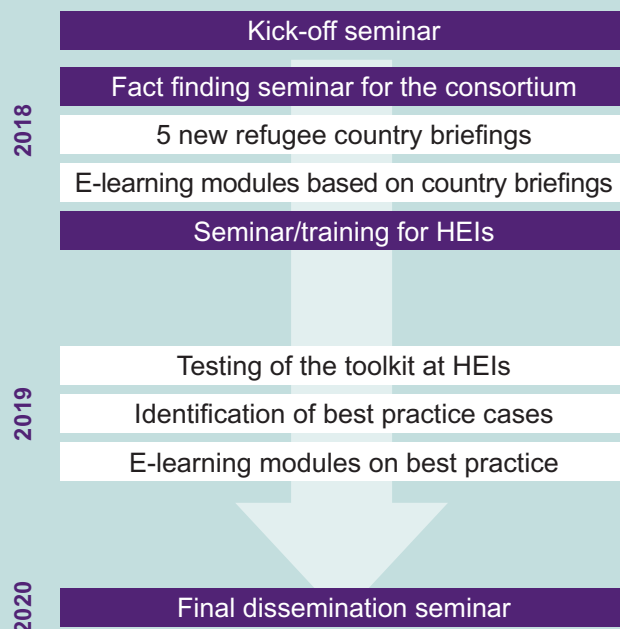 Kick-off seminar
2018
Fact finding seminar for the consortium
5 new refugee country briefings
E-learning modules based on country briefings
Seminar/training for HEIs
2019
Testing of the toolkit at HEIs
Identification of best practice cases
E-learning modules on best practice
2020
Final dissemination seminar